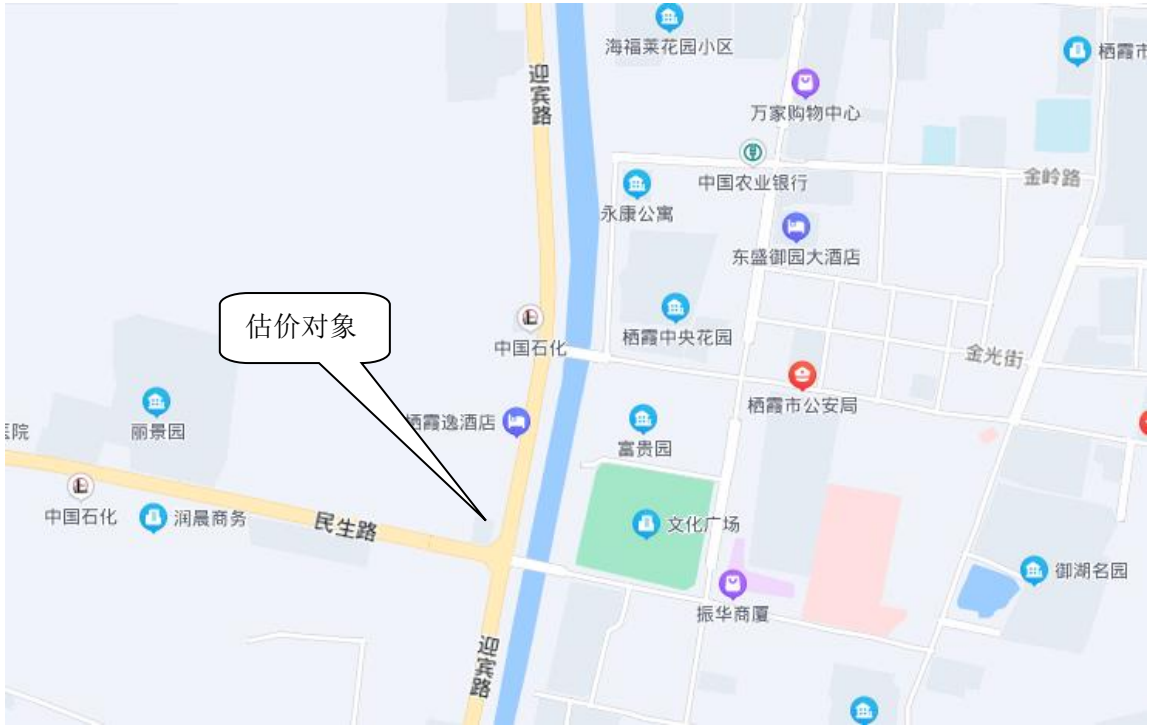 海福莱花园小区
栖霞市
迎宾路
万家购物中心
中国农业银行
金岭路
永康公寓
东盛御园大酒店
估价对象
中国石化
栖霞中央花园
金光街
栖霞市公安局
丽景园
栖霞逸酒店
富贵园
医院
中国石化
润晨商务
民生路
文化广场
御湖名园
振华商厦
迎宾路